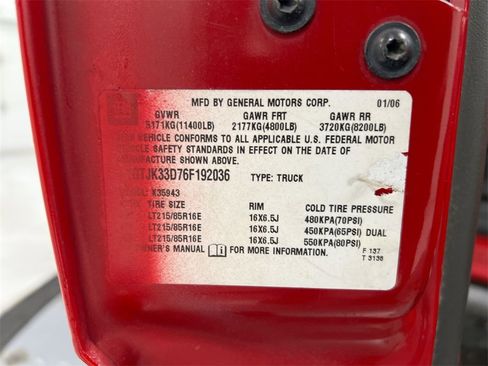 MFD BY GENERAL MOTORS CORP. 01/06
GVWR GAWR FRT GAWR RR
5171KG(11400LB) 2177KG(4800LB) 3720KG(8200LB)
VEHICLE CONFORMS TO ALL APPLICABLE U.S. FEDERAL MOTOR
VEHICLE SAFETY STANDARDS IN EFFECT ON THE DATE OF
MANUFACTURE SHOWN ABOVE.
JK33D76F192036 TYPE: TRUCK
K35943
TIRE SIZE RIM COLD TIRE PRESSURE
LT215/85R16E 16X6.5J 480KPA(70PSI)
LT215/85R16E 16X6.5J 450KPA(65PSI) DUAL
LT215/85R16E 16X6.5J 550KPA(80PSI)
OWNER'S MANUAL i FOR MORE INFORMATION. F 137
T 3138